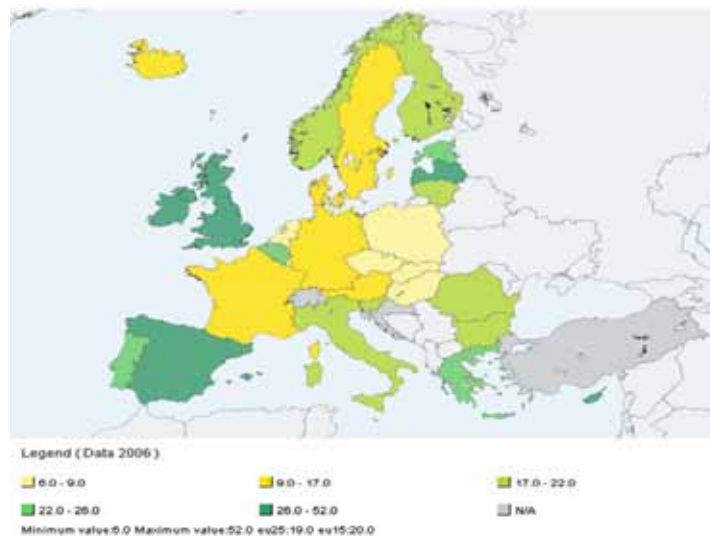 Legend ( Data 2006 )
6.0 - 9.0 9.0 - 17.0 17.0 - 22.0
22.0 - 26.0 26.0 - 52.0 N/A
Minimum value:6.0 Maximum value:52.0 eu25:19.0 eu15:20.0